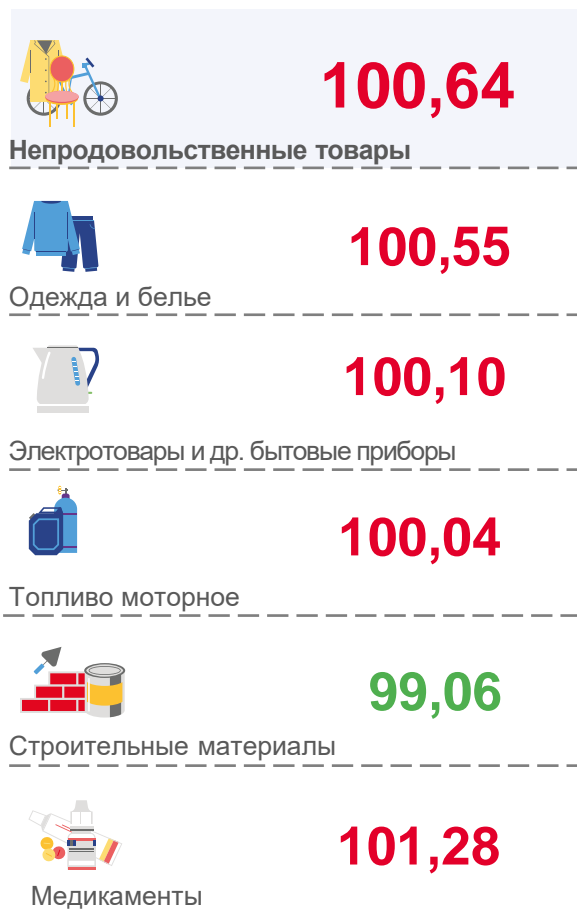 100,64
Непродовольственные товары
100,55
Одежда и белье
100,10
Электротовары и др. бытовые приборы
100,04
Топливо моторное
99,06
Строительные материалы
101,28
Медикаменты